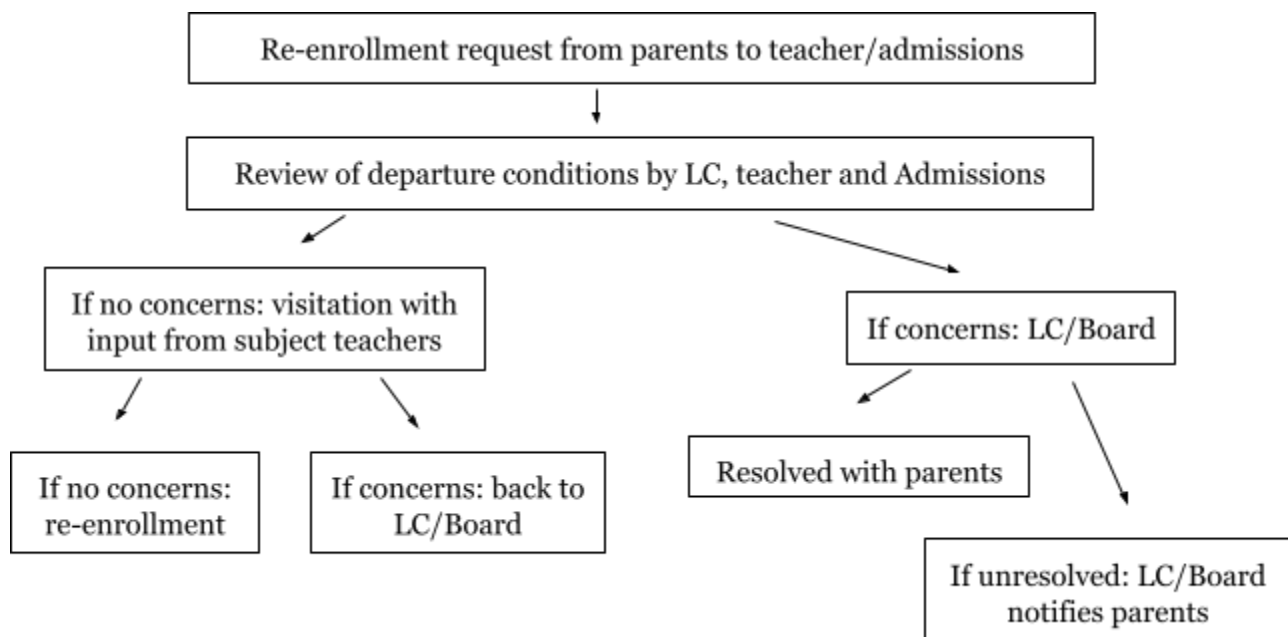 Re-enrollment request from parents to teacher/admissions
Review of departure conditions by LC, teacher and Admissions
If no concerns: visitation with
input from subject teachers
If concerns: LC/Board
If no concerns:
re-enrollment
If concerns: back to
LC/Board
Resolved with parents
If unresolved: LC/Board
notifies parents